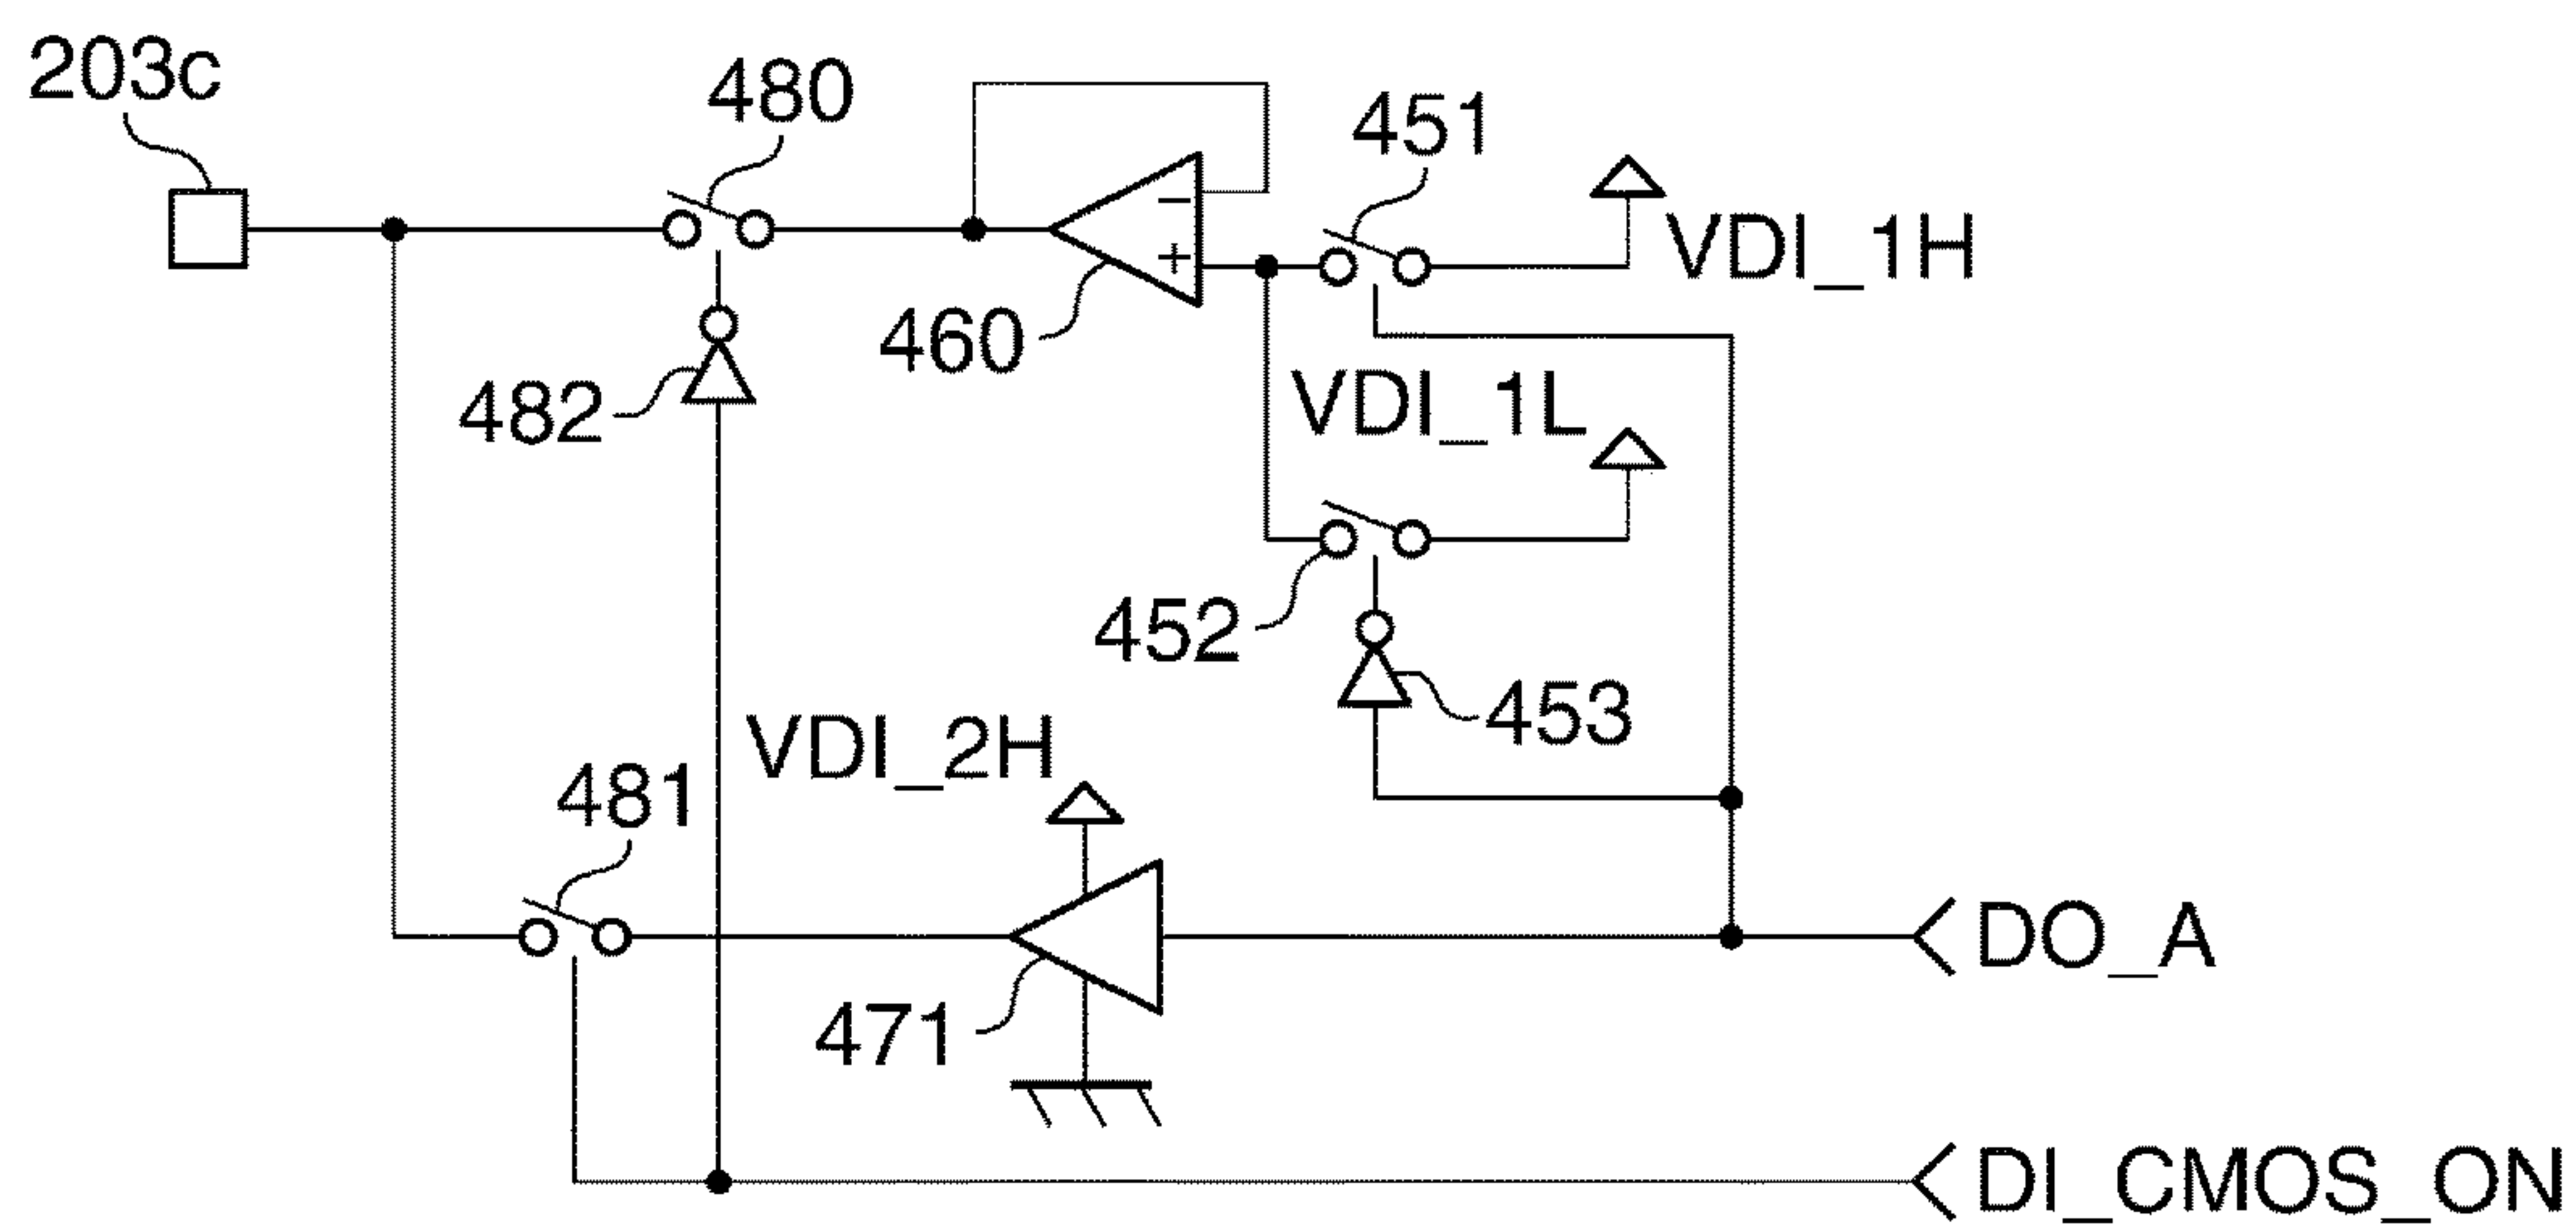 203c
480
451
VDI_1H
460
482
VDI_1L
452
453
VDI_2H
481
471
DO_A
DI_CMOS_ON
−
+